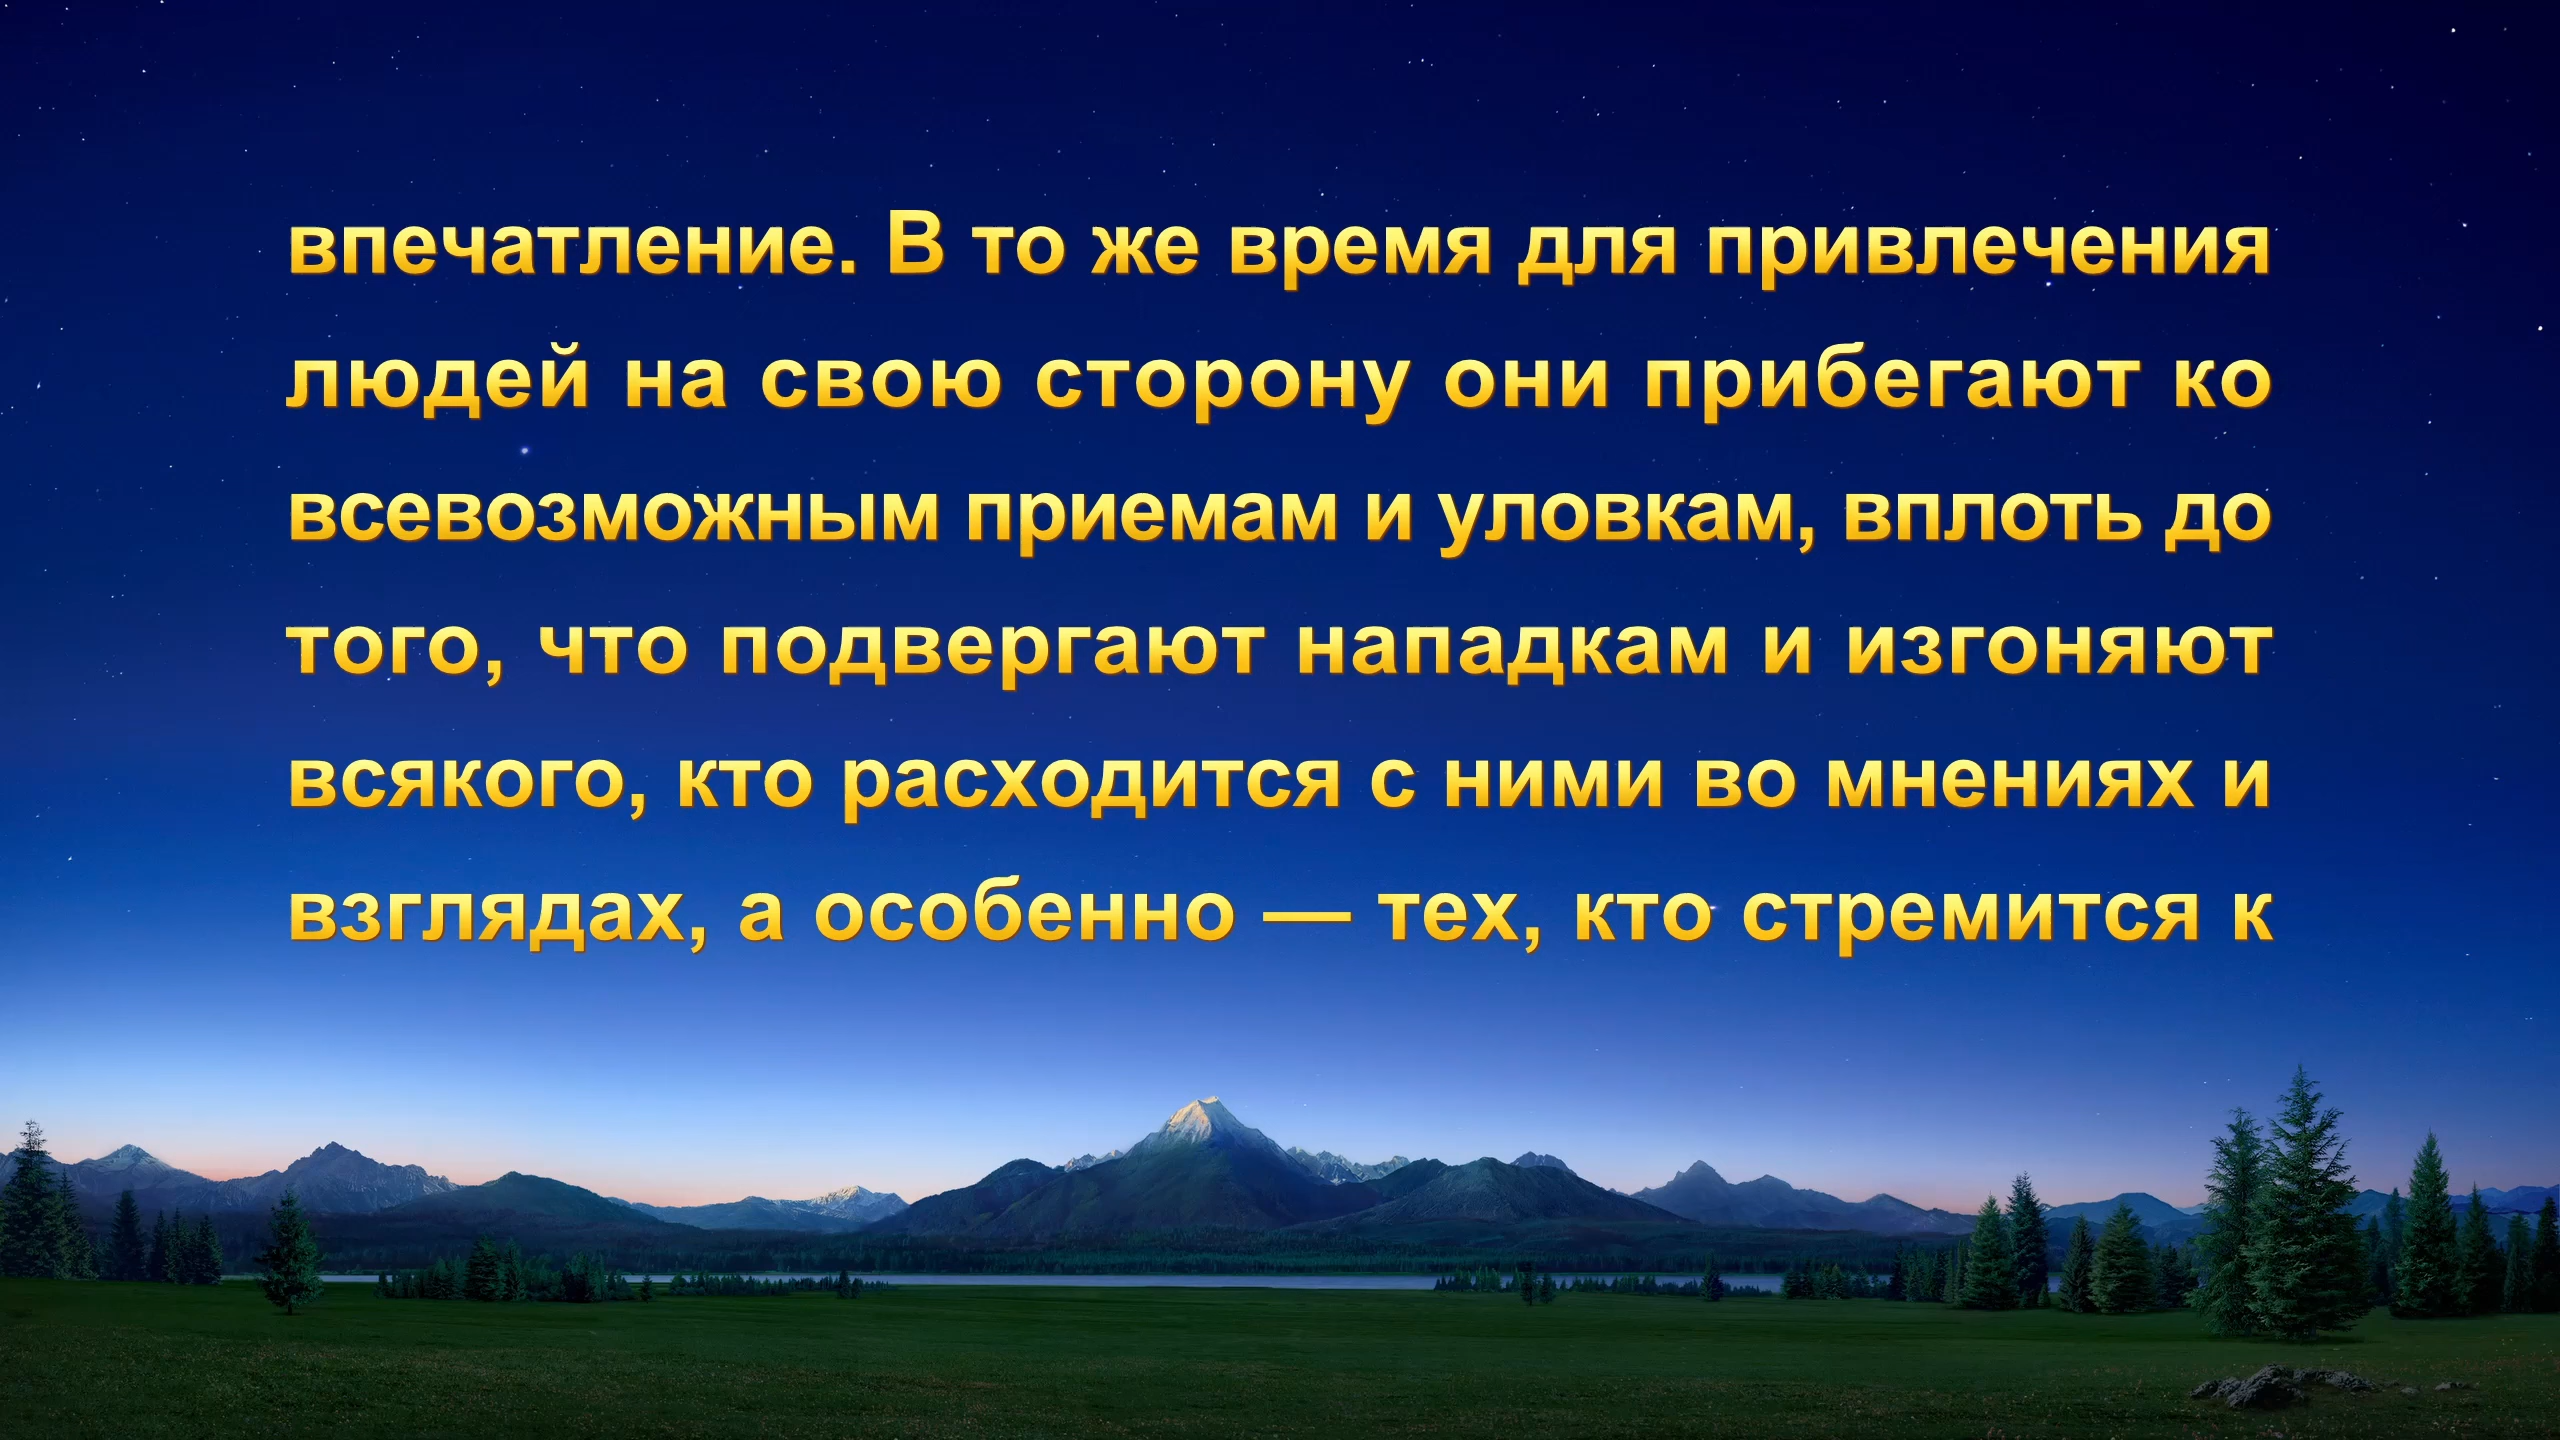 впечатление. В то же время для привлечения
людей на свою сторону они прибегают ко
всевозможным приемам и уловкам, вплоть до
того, что подвергают нападкам и изгоняют
всякого, кто расходится с ними во мнениях и
взглядах, а особенно — тех, кто стремится к